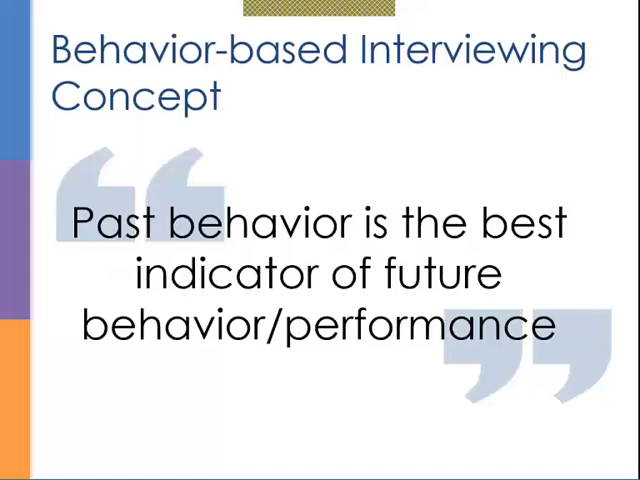 Behavior-based Interviewing
Concept
Past behavior is the best
indicator of future
behavior/performance